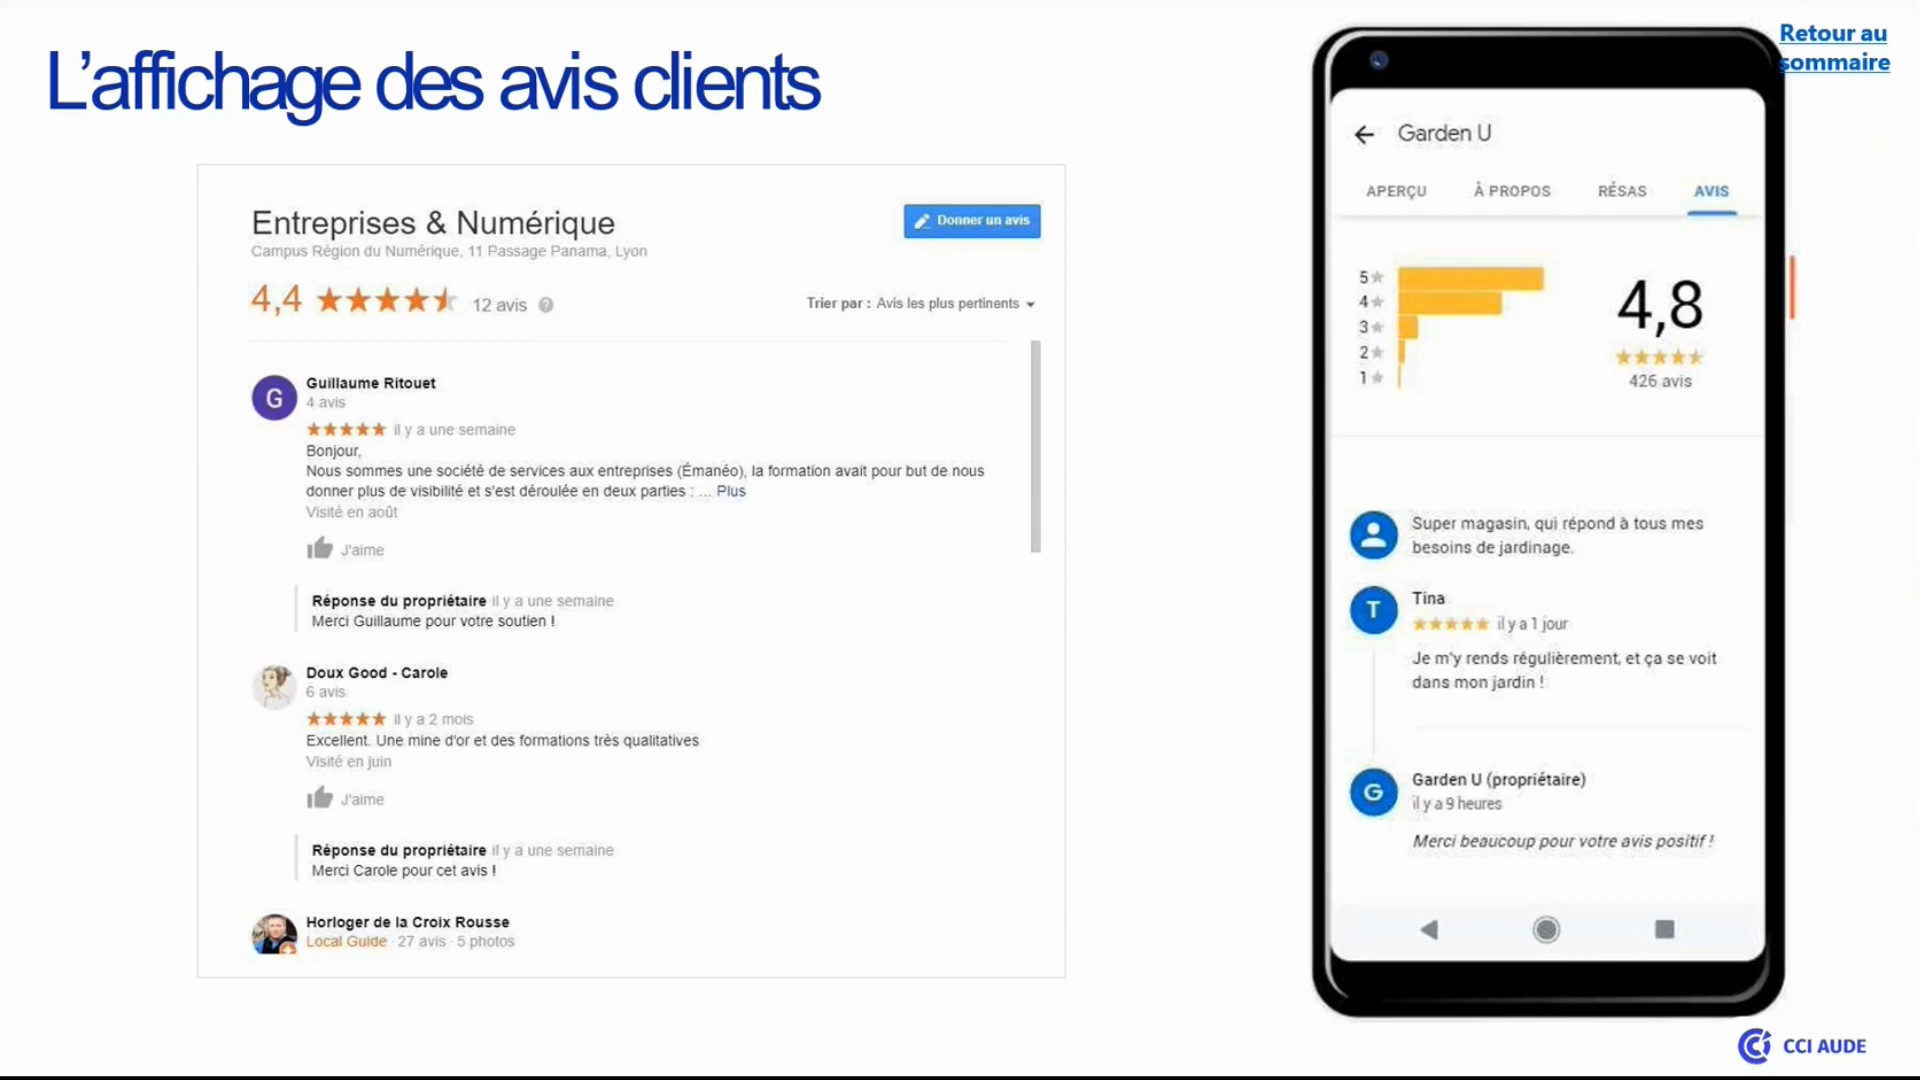 L'affichage des avis clients
Retour au
sommaire
Entreprises & Numérique
Campus Région du Numérique, 11 Passage Panama, Lyon
Donner un avis
4,4
12 avis
?
Trier par : Avis les plus pertinents
G
Guillaume Ritouet
4 avis
il y a une semaine
Bonjour,
Nous sommes une société de services aux entreprises (Émanéo), la formation avait pour but de nous
donner plus de visibilité et s'est déroulée en deux parties : ... Plus
Visité en août
J'aime
Réponse du propriétaire il y a une semaine
Merci Guillaume pour votre soutien !
Doux Good - Carole
6 avis
il y a 2 mois
Excellent. Une mine d'or et des formations très qualitatives
Visité en juin
J'aime
Réponse du propriétaire il y a une semaine
Merci Carole pour cet avis !
Horloger de la Croix Rousse
Local Guide · 27 avis · 5 photos
Garden U
APERÇU À PROPOS RÉSAS AVIS
5
4
3
2
1
4,8
426 avis
Super magasin, qui répond à tous mes
besoins de jardinage.
T
Tina
il y a 1 jour
Je m'y rends régulièrement, et ça se voit
dans mon jardin !
G
Garden U (propriétaire)
il y a 9 heures
Merci beaucoup pour votre avis positif !
CCI AUDE